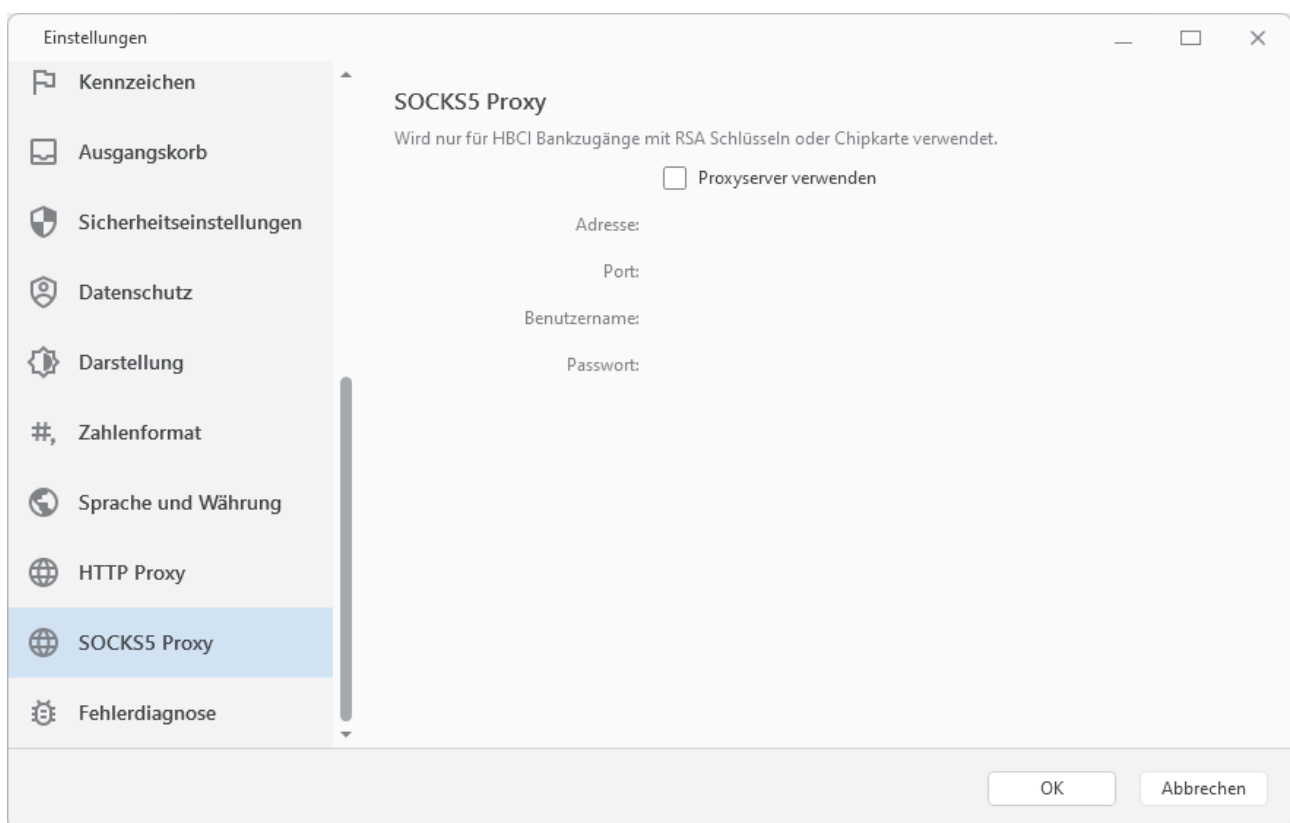 Einstellungen
Kennzeichen
Ausgangskorb
Sicherheitseinstellungen
Datenschutz
Darstellung
#, Zahlenformat
Sprache und Währung
HTTP Proxy
SOCKS5 Proxy
Fehlerdiagnose
SOCKS5 Proxy
Wird nur für HBCI Bankzugänge mit RSA Schlüsseln oder Chipkarte verwendet.
Proxyserver verwenden
Adresse:
Port:
Benutzername:
Passwort:
OK
Abbrechen